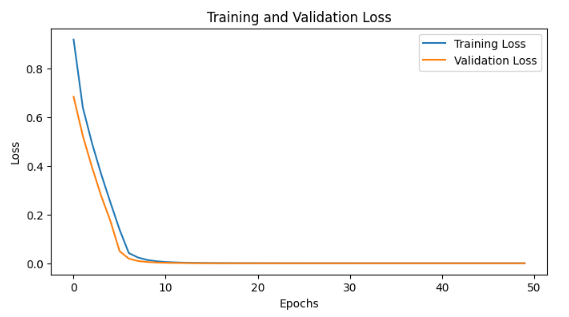 Training and Validation Loss
Training Loss
Validation Loss
0.8
0.6
0.4
0.2
0.0
Loss
0 10 20 30 40 50
Epochs